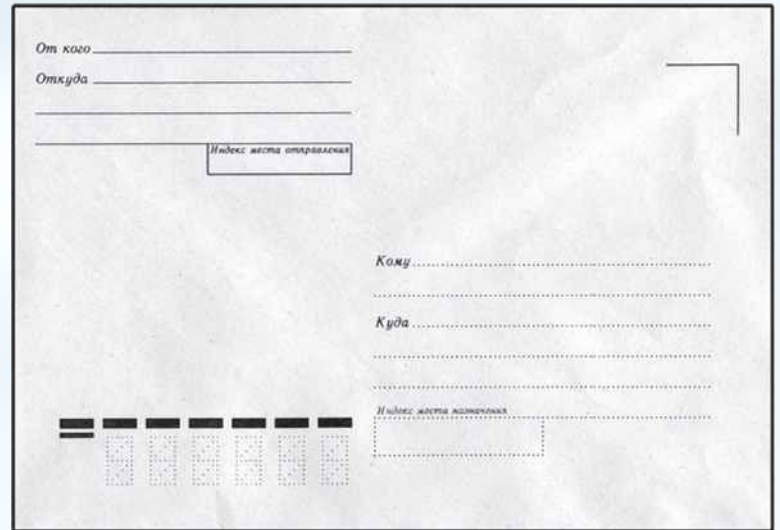 От кого
Откуда
Индекс места отправления
Кому
Куда
Индекс места назначения